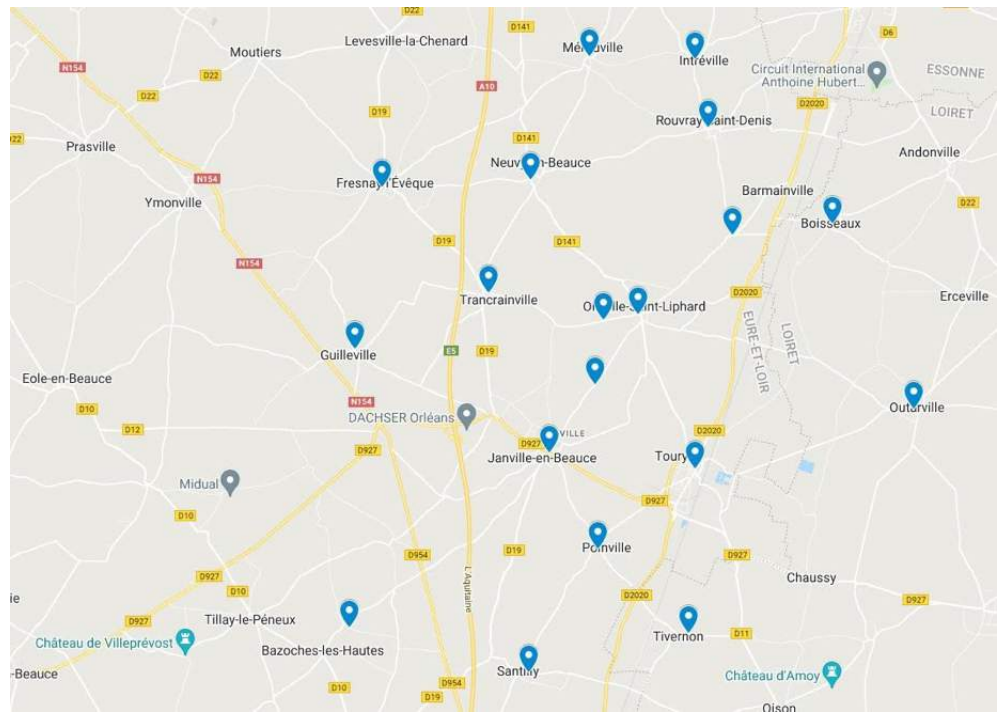 Levesville-la-Chenard
D141
D6
Moutiers
Intréville
Circuit International
Anthoine Hubert...
ESSONNE
N154
D22
A10
D22
D19
D2020
LOIRET
D22
D141
Rouvray-Saint-Denis
Prasville
Andonville
Neuvy-en-Beauce
N154
Fresnay-l'Évêque
Barmainville
Ymonville
D22
Boisseaux
D19
D141
N154
D2020
Erceville
Trancrainville
EURE-ET-LOIR
LOIRET
E5
D19
Guilleville
Eole-en-Beauce
N154
D10
DACHSER Orléans
Outarville
D12
D2020
D927
VILLE
D927
Janville-en-Beauce
Toury
Midual
D927
D10
D19
Poinville
D954
D927
L'Aquitaine
Chaussy
D927
D10
D2020
D927
Tillay-le-Péneux
D927
Tivernon
D11
Château de Villeprévost
Bazoches-les-Hautes
-Beauce
Santilly
Château d'Amoy
D954
D10
D19
Oison